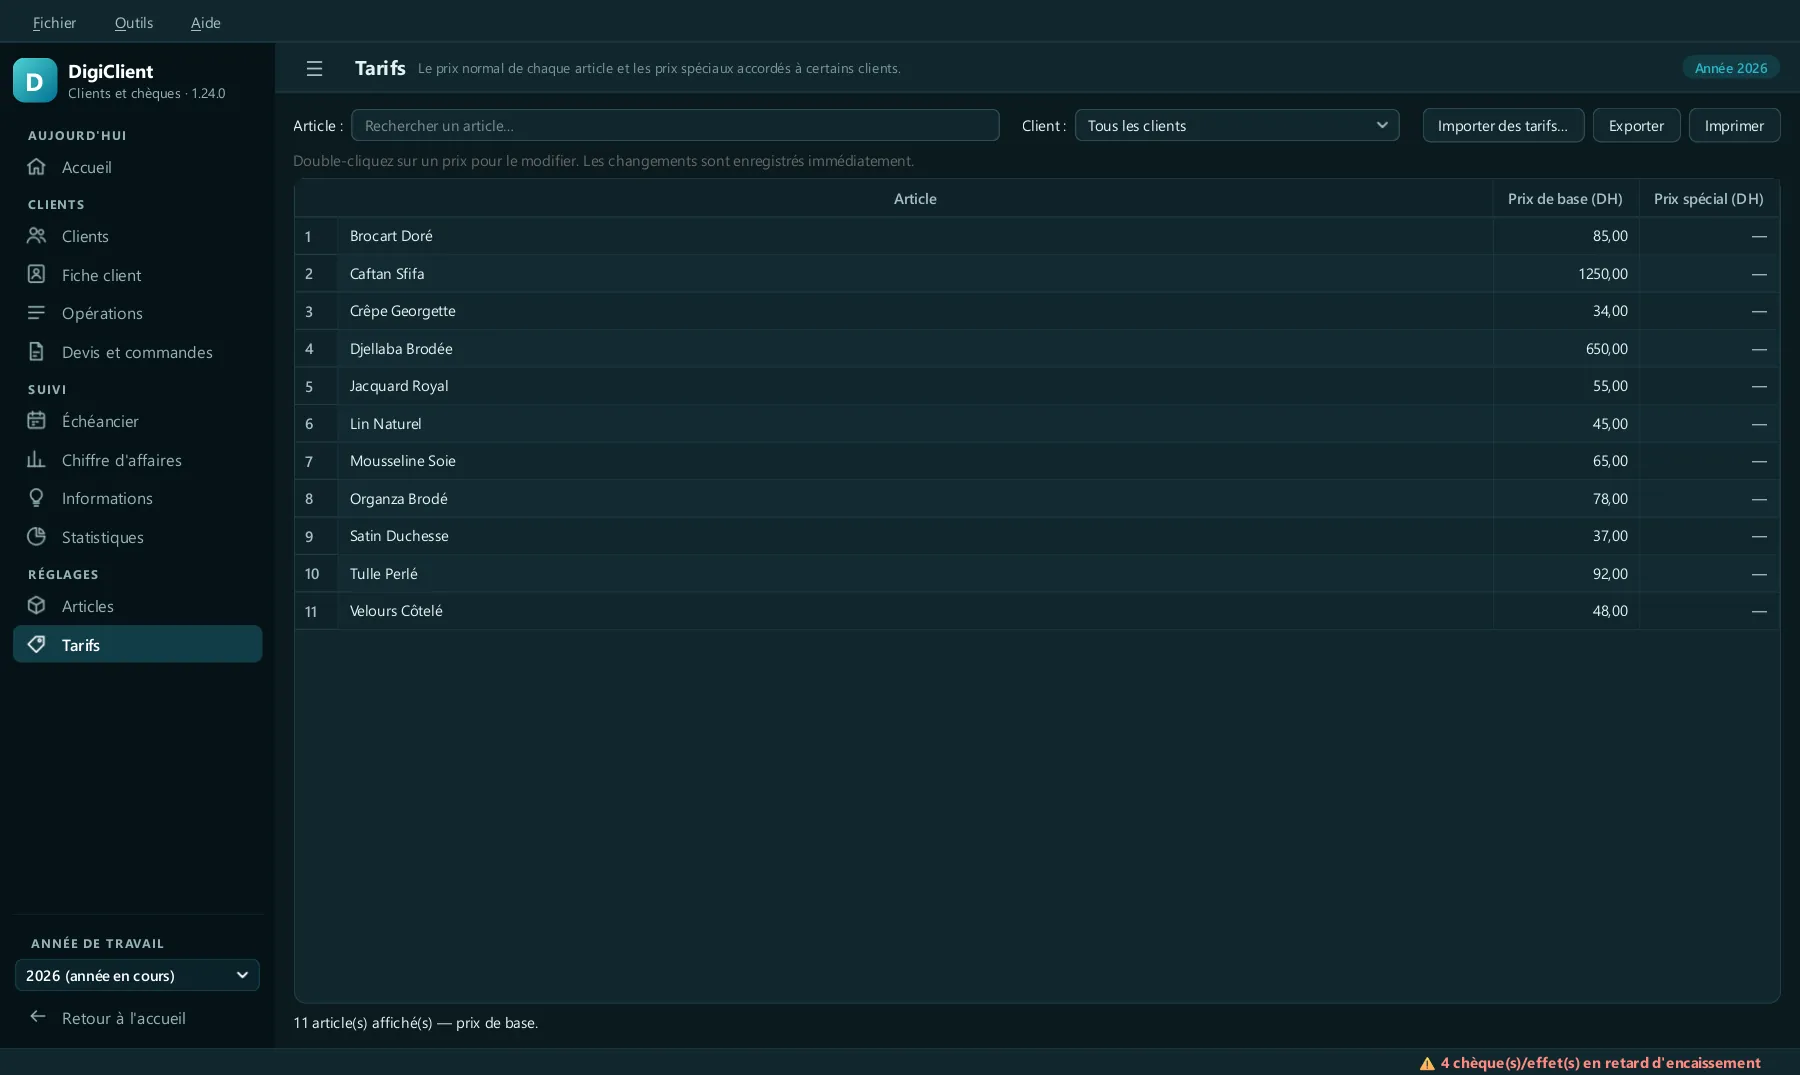 Fichier Outils Aide
D DigiClient
Clients et chèques · 1.24.0
AUJOURD'HUI
Accueil
CLIENTS
Clients
Fiche client
Opérations
Devis et commandes
SUIVI
Échéancier
Chiffre d'affaires
Informations
Statistiques
RÉGLAGES
Articles
Tarifs
ANNÉE DE TRAVAIL
2026 (année en cours)
Retour à l'accueil
Tarifs Le prix normal de chaque article et les prix spéciaux accordés à certains clients. Année 2026
Article : Rechercher un article... Client : Tous les clients Importer des tarifs... Exporter Imprimer
Double-cliquez sur un prix pour le modifier. Les changements sont enregistrés immédiatement.
Article Prix de base (DH) Prix spécial (DH)
1 Brocart Doré 85,00 —
2 Caftan Sfifa 1250,00 —
3 Crêpe Georgette 34,00 —
4 Djellaba Brodée 650,00 —
5 Jacquard Royal 55,00 —
6 Lin Naturel 45,00 —
7 Mousseline Soie 65,00 —
8 Organza Brodé 78,00 —
9 Satin Duchesse 37,00 —
10 Tulle Perlé 92,00 —
11 Velours Côtelé 48,00 —
11 article(s) affiché(s) — prix de base.
4 chèque(s)/effet(s) en retard d'encaissement